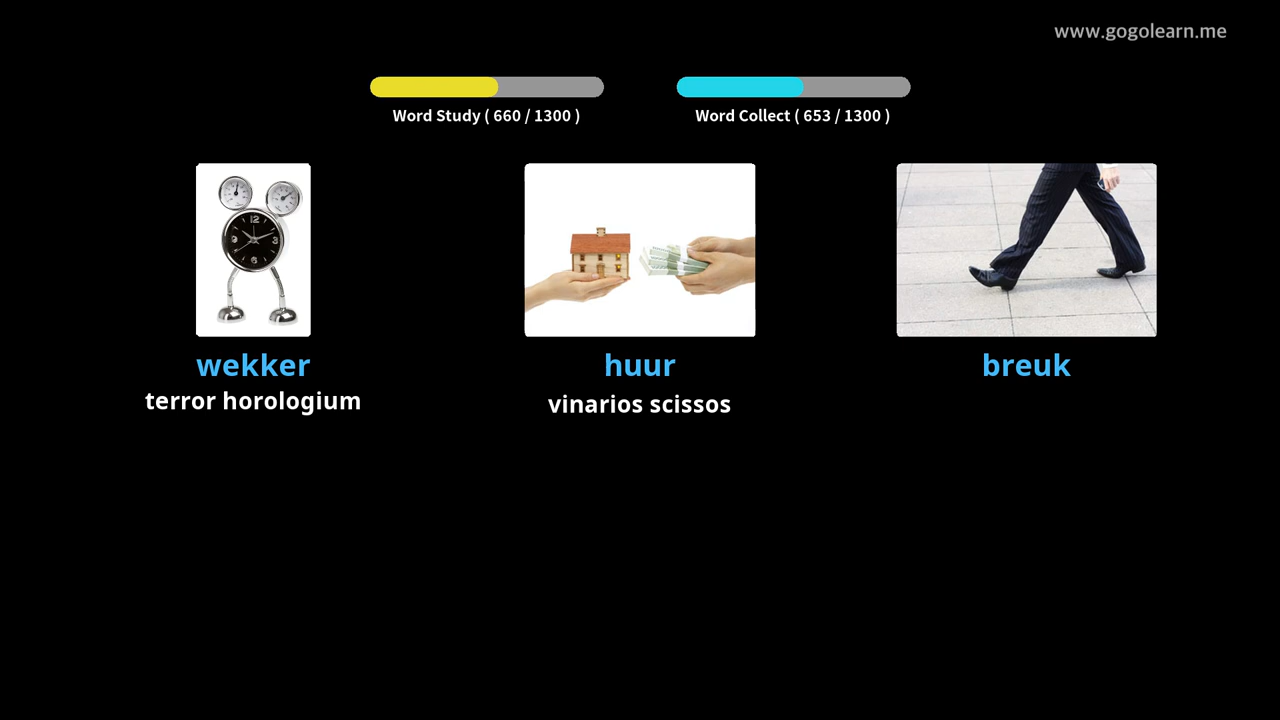 www.gogolearn.me
Word Study ( 660 / 1300 )
Word Collect ( 653 / 1300 )
wekker
huur
breuk
terror horologium
vinarios scissos